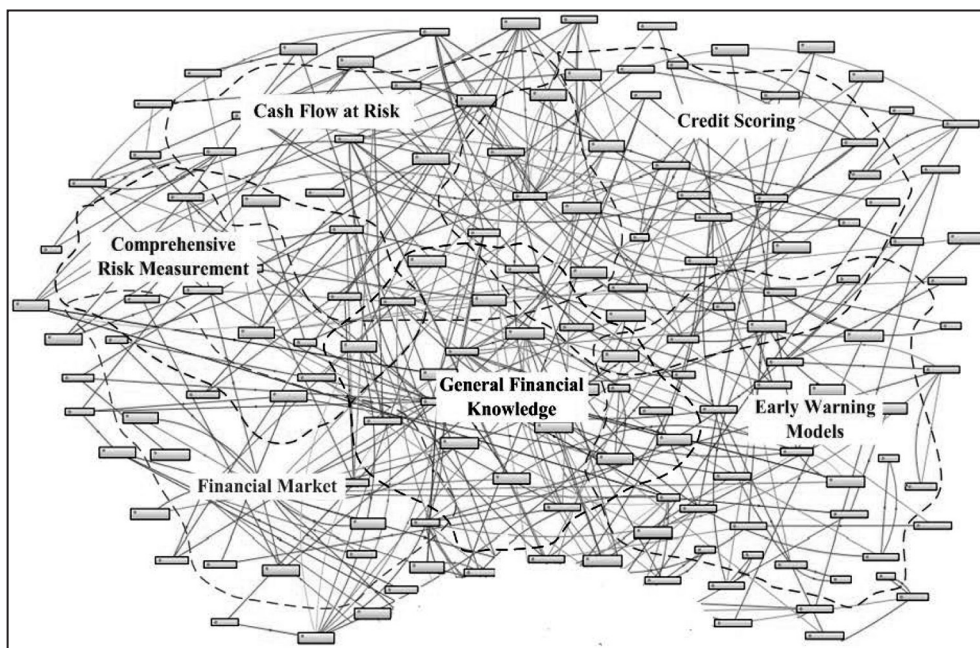 Cash Flow at Risk
Credit Scoring
Comprehensive
Risk Measurement
General Financial
Knowledge
Early Warning
Models
Financial Market